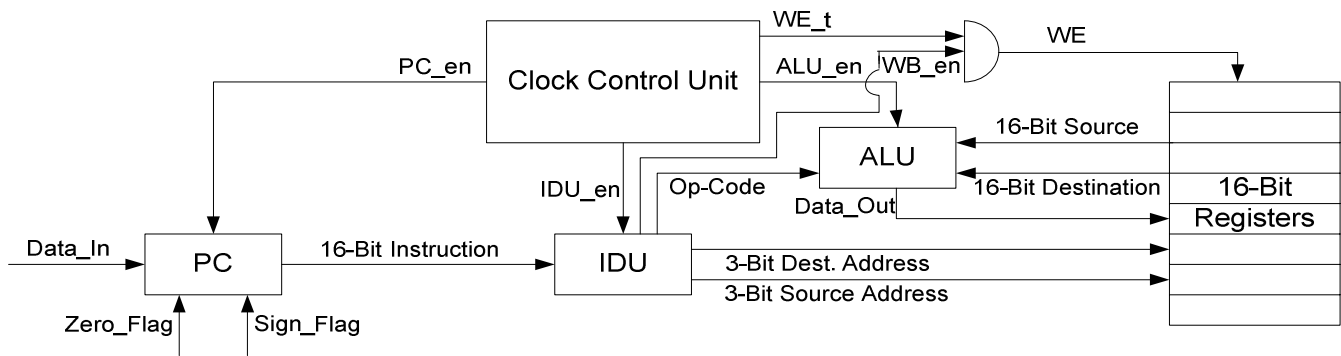 WE_t
WE
PC_en
Clock Control Unit
ALU_en
WB_en
16-Bit Source
ALU
IDU_en
Op-Code
16-Bit Destination
16-Bit
Data_Out
Registers
Data_In
PC
16-Bit Instruction
IDU
3-Bit Dest. Address
3-Bit Source Address
Zero_Flag
Sign_Flag